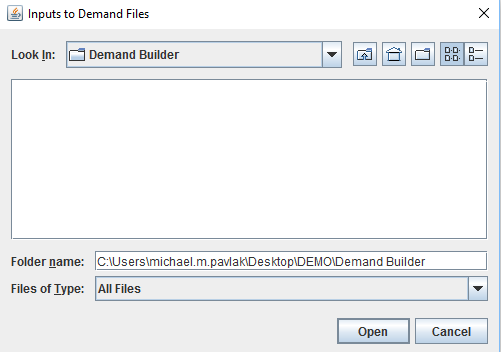 Inputs to Demand Files
Look In: Demand Builder
Folder name: C:\Users\michael.m.pavlak\Desktop\DEMO\Demand Builder
Files of Type: All Files
Open Cancel